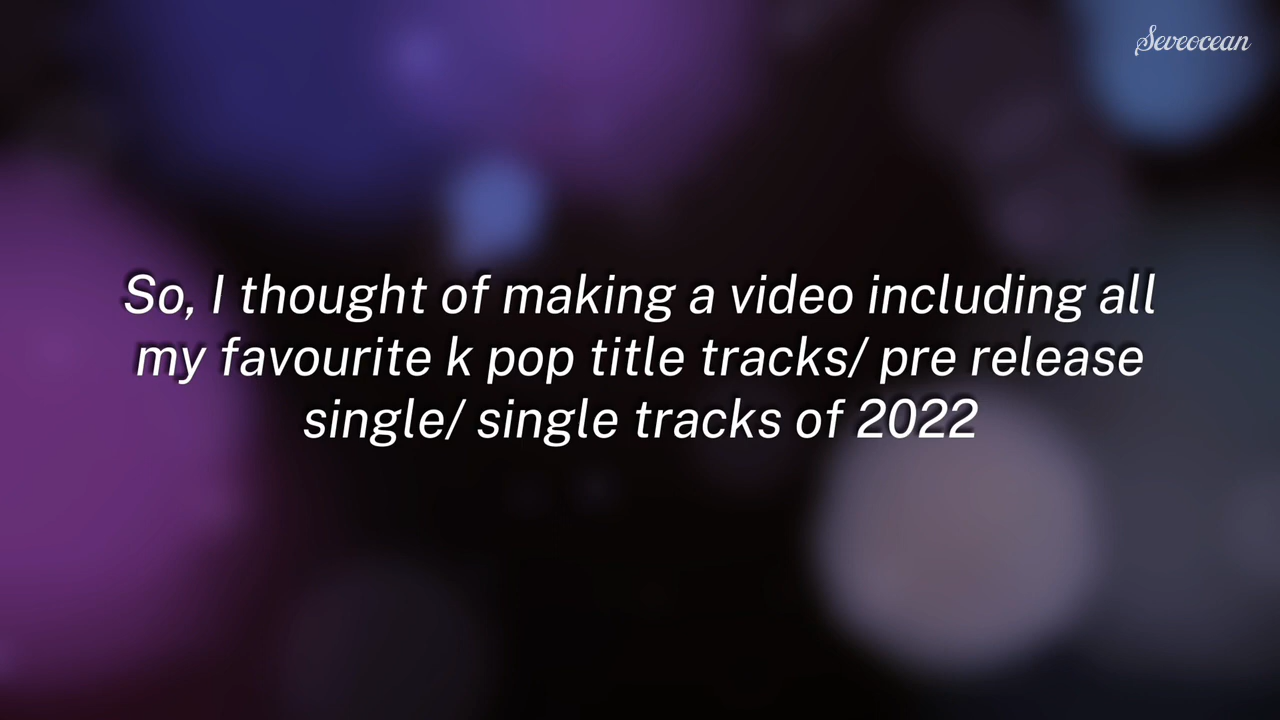 Seveocean
So, I thought of making a video including all
my favourite k pop title tracks/ pre release
single/ single tracks of 2022